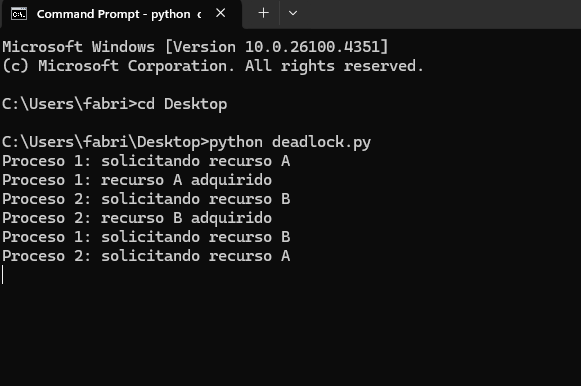 Command Prompt - python d
Microsoft Windows [Version 10.0.26100.4351]
(c) Microsoft Corporation. All rights reserved.
C:\Users\fabri>cd Desktop
C:\Users\fabri\Desktop>python deadlock.py
Proceso 1: solicitando recurso A
Proceso 1: recurso A adquirido
Proceso 2: solicitando recurso B
Proceso 2: recurso B adquirido
Proceso 1: solicitando recurso B
Proceso 2: solicitando recurso A